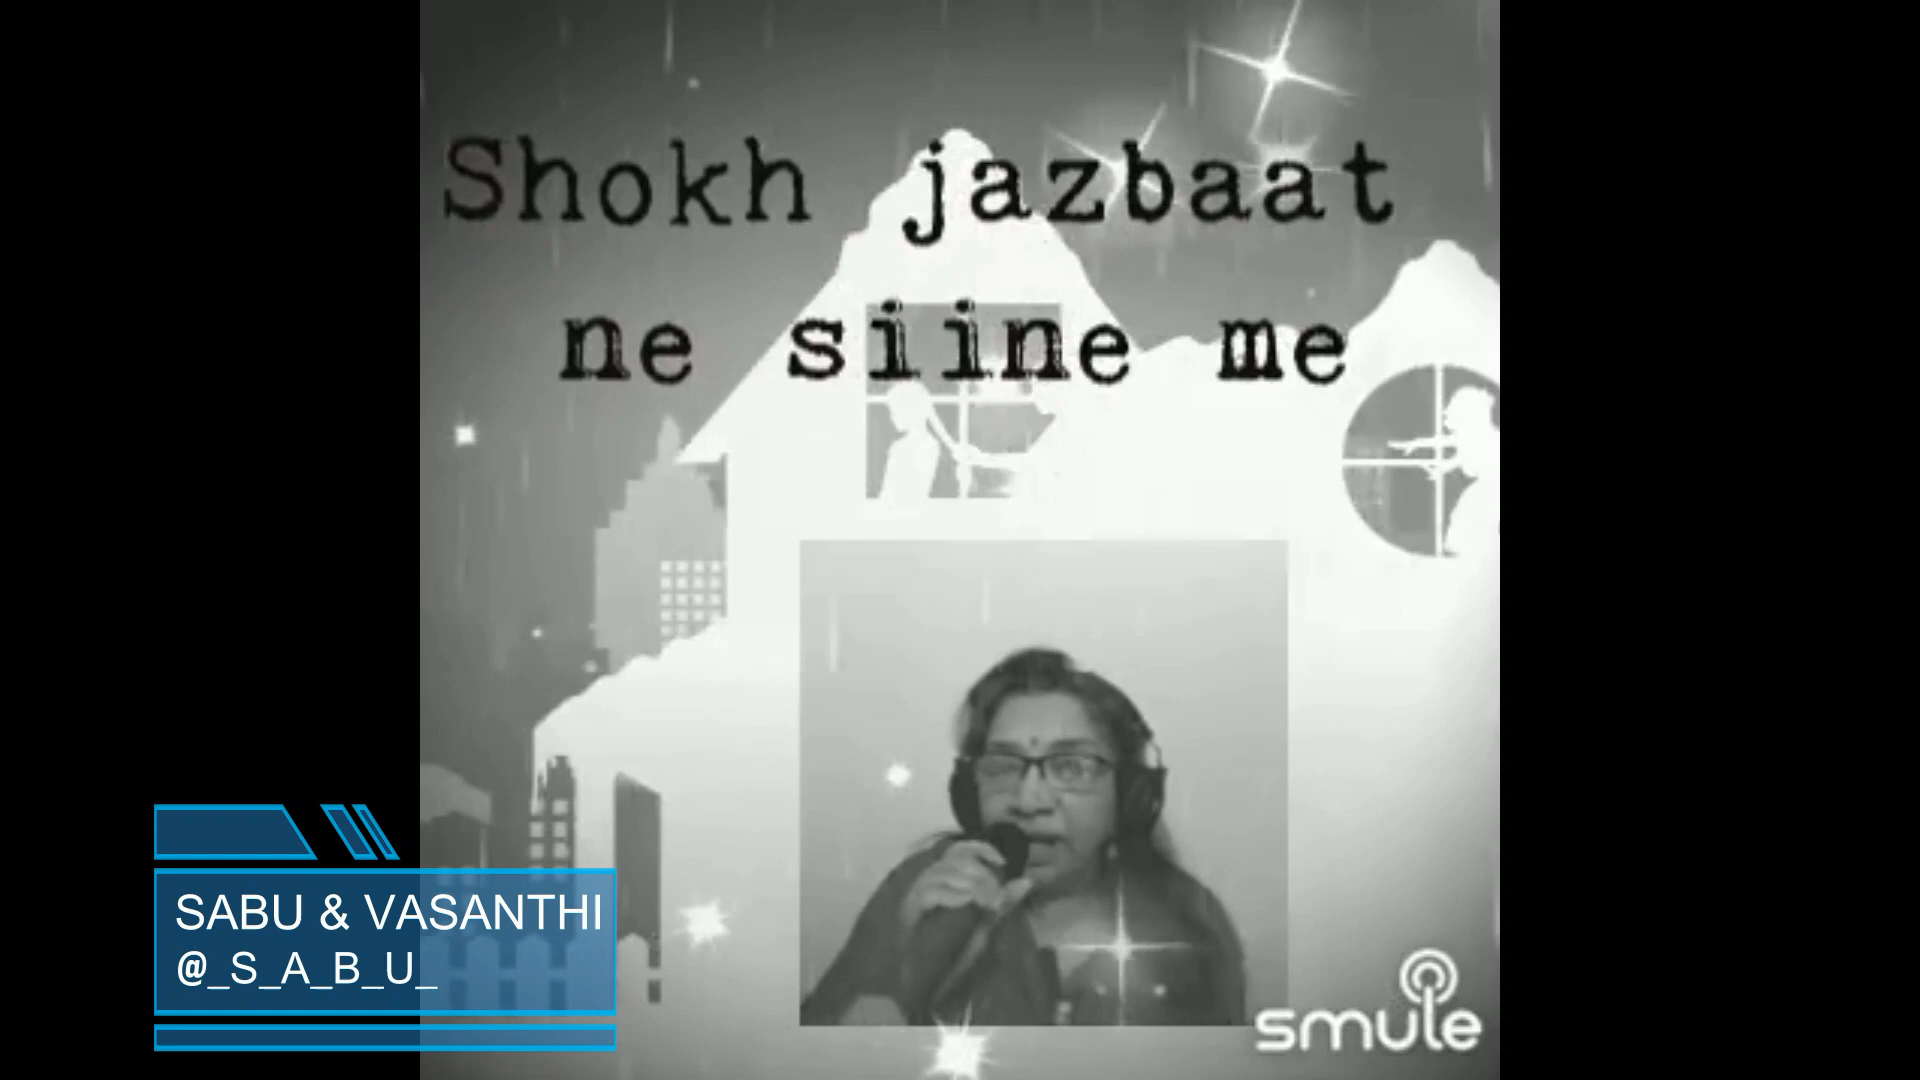 Shokh jazbaat
ne siine me
SABU & VASANTHI
@_S_A_B_U_
smule